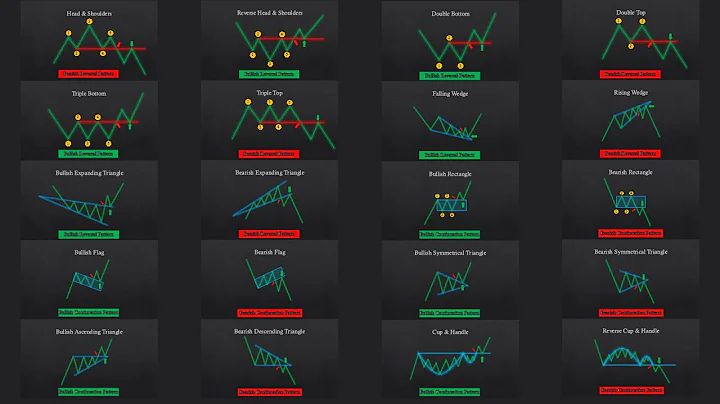 Head & Shoulders
Reverse Head & Shoulders
Double Bottom
Double Top
Bearish Reversal Pattern
Bullish Reversal Pattern
Bullish Reversal Pattern
Bearish Reversal Pattern
Triple Bottom
Triple Top
Falling Wedge
Rising Wedge
Bullish Reversal Pattern
Bearish Reversal Pattern
Bullish Reversal Pattern
Bearish Reversal Pattern
Bullish Expanding Triangle
Bearish Expanding Triangle
Bullish Rectangle
Bearish Rectangle
Bullish Reversal Pattern
Bearish Reversal Pattern
Bullish Continuation Pattern
Bearish Continuation Pattern
Bullish Flag
Bearish Flag
Bullish Symmetrical Triangle
Bearish Symmetrical Triangle
Bullish Continuation Pattern
Bearish Continuation Pattern
Bullish Continuation Pattern
Bearish Continuation Pattern
Bullish Ascending Triangle
Bearish Descending Triangle
Cup & Handle
Reverse Cup & Handle
Bullish Continuation Pattern
Bearish Continuation Pattern
Bullish Continuation Pattern
Bearish Continuation Pattern